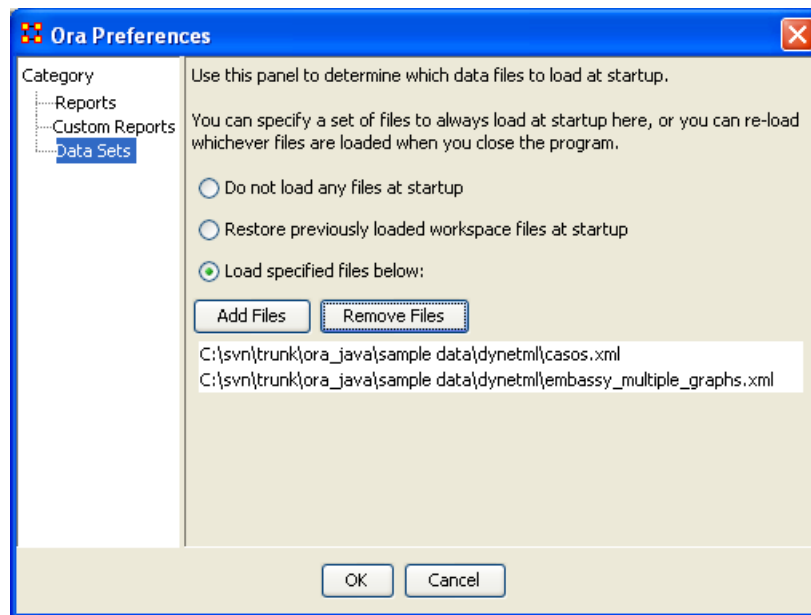 Ora Preferences
Category
Reports
Custom Reports
Data Sets
Use this panel to determine which data files to load at startup.
You can specify a set of files to always load at startup here, or you can re-load
whichever files are loaded when you close the program.
Do not load any files at startup
Restore previously loaded workspace files at startup
Load specified files below:
Add Files
Remove Files
C:\svn\trunk\ora_java\sample data\dynetml\casos.xml
C:\svn\trunk\ora_java\sample data\dynetml\embassy_multiple_graphs.xml
OK
Cancel